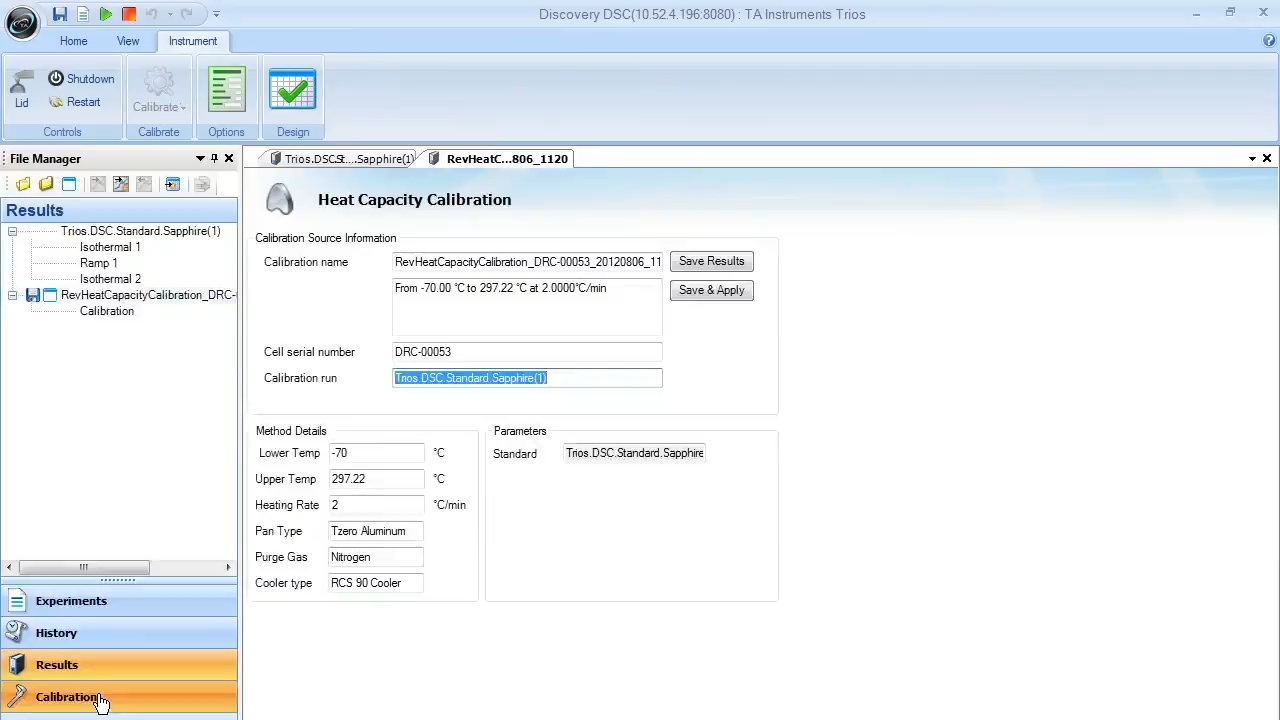 Discovery DSC(10.52.4.196:8080) : TA Instruments Trios
Home View Instrument
Lid
Shutdown
Restart
Calibrate
Controls Calibrate Options Design
File Manager
Trios.DSC.St....Sapphire(1)
RevHeatC...806_1120
Results
Trios.DSC.Standard.Sapphire(1)
Isothermal 1
Ramp 1
Isothermal 2
RevHeatCapacityCalibration_DRC-
Calibration
Experiments
History
Results
Calibration
Heat Capacity Calibration
Calibration Source Information
Calibration name RevHeatCapacityCalibration_DRC-00053_20120806_11 Save Results
From -70.00 °C to 297.22 °C at 2.0000°C/min Save & Apply
Cell serial number DRC-00053
Calibration run Trios.DSC.Standard.Sapphire(1)
Method Details
Lower Temp -70 °C
Upper Temp 297.22 °C
Heating Rate 2 °C/min
Pan Type Tzero Aluminum
Purge Gas Nitrogen
Cooler type RCS 90 Cooler
Parameters
Standard Trios.DSC.Standard.Sapphire